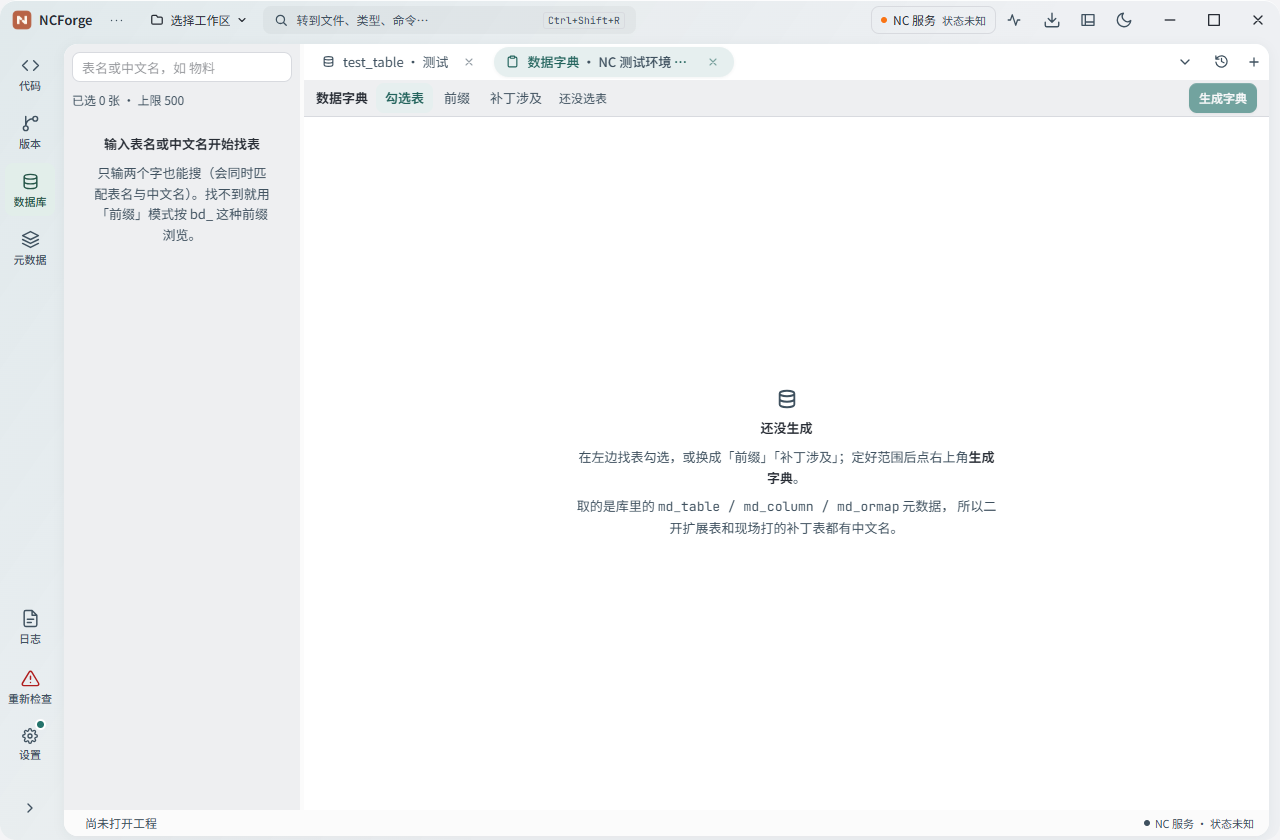 NCForge
···
选择工作区
转到文件、类型、命令···
Ctrl+Shift+R
NC 服务 状态未知
代码
版本
数据库
元数据
日志
重新检查
设置
表名或中文名，如 物料
已选 0 张 · 上限 500
输入表名或中文名开始找表
只输两个字也能搜（会同时匹
配表名与中文名）。找不到就用
「前缀」模式按 bd_ 这种前缀
浏览。
test_table · 测试
数据字典 · NC 测试环境 ···
数据字典 勾选表 前缀 补丁涉及 还没选表
生成字典
还没生成
在左边找表勾选，或换成「前缀」「补丁涉及」；定好范围后点右上角生成
字典。
取的是库里的 md_table / md_column / md_ormap 元数据， 所以二
开扩展表和现场打的补丁表都有中文名。
尚未打开工程
NC 服务 · 状态未知